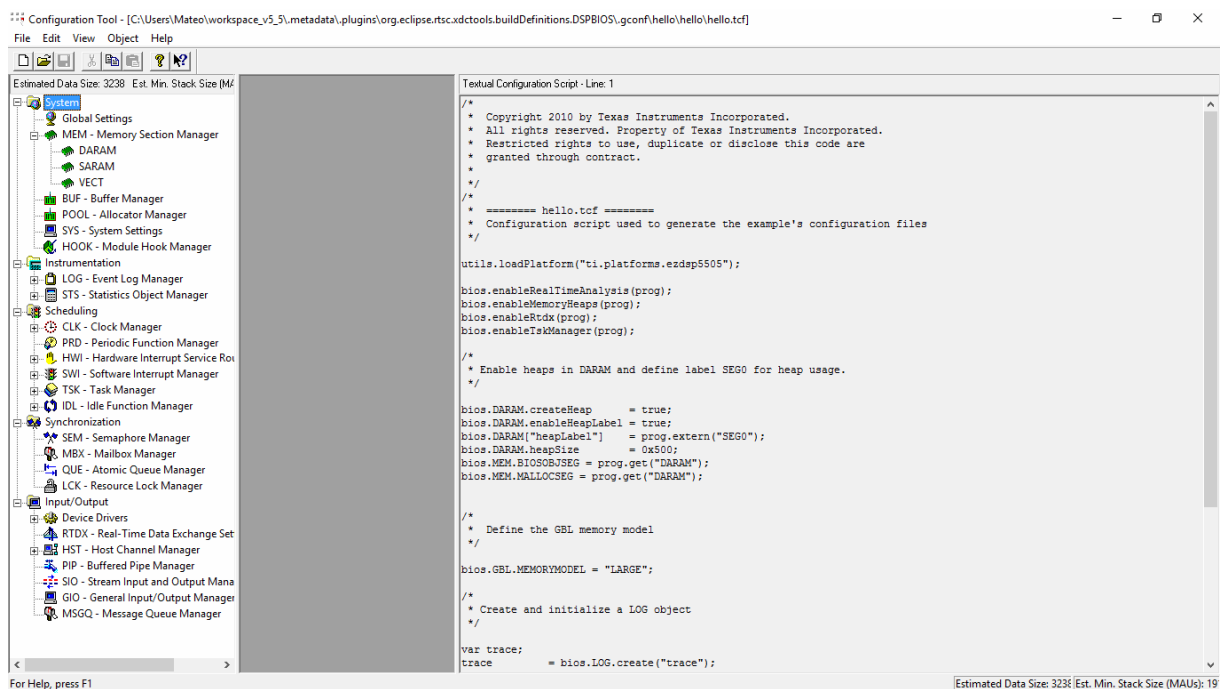 Configuration Tool - [C:\Users\Mateo\workspace_v5_5\.metadata\.plugins\org.eclipse.rtsc.xdctools.buildDefinitions.DSPBIOS\.gconf\hello\hello\hello.tcf]
File Edit View Object Help
Estimated Data Size: 3238 Est. Min. Stack Size (MA
System
Global Settings
MEM - Memory Section Manager
DARAM
SARAM
VECT
BUF - Buffer Manager
POOL - Allocator Manager
SYS - System Settings
HOOK - Module Hook Manager
Instrumentation
LOG - Event Log Manager
STS - Statistics Object Manager
Scheduling
CLK - Clock Manager
PRD - Periodic Function Manager
HWI - Hardware Interrupt Service Rou
SWI - Software Interrupt Manager
TSK - Task Manager
IDL - Idle Function Manager
Synchronization
SEM - Semaphore Manager
MBX - Mailbox Manager
QUE - Atomic Queue Manager
LCK - Resource Lock Manager
Input/Output
Device Drivers
RTDX - Real-Time Data Exchange Set
HST - Host Channel Manager
PIP - Buffered Pipe Manager
SIO - Stream Input and Output Mana
GIO - General Input/Output Manager
MSGQ - Message Queue Manager
Textual Configuration Script - Line: 1
/*
* Copyright 2010 by Texas Instruments Incorporated.
* All rights reserved. Property of Texas Instruments Incorporated.
* Restricted rights to use, duplicate or disclose this code are
* granted through contract.
*
*/
/*
* ======== hello.tcf ========
* Configuration script used to generate the example's configuration files
*/
utils.loadPlatform("ti.platforms.ezdsp5505");
bios.enableRealTimeAnalysis(prog);
bios.enableMemoryHeaps(prog);
bios.enableRtdx(prog);
bios.enableTskManager(prog);
/*
* Enable heaps in DARAM and define label SEG0 for heap usage.
*/
bios.DARAM.createHeap = true;
bios.DARAM.enableHeapLabel = true;
bios.DARAM["heapLabel"] = prog.extern("SEG0");
bios.DARAM.heapSize = 0x500;
bios.MEM.BIOSOBJSEG = prog.get("DARAM");
bios.MEM.MALLOCSEG = prog.get("DARAM");
/*
* Define the GBL memory model
*/
bios.GBL.MEMORYMODEL = "LARGE";
/*
* Create and initialize a LOG object
*/
var trace;
trace = bios.LOG.create("trace");
For Help, press F1
Estimated Data Size: 3238 Est. Min. Stack Size (MAUs): 19